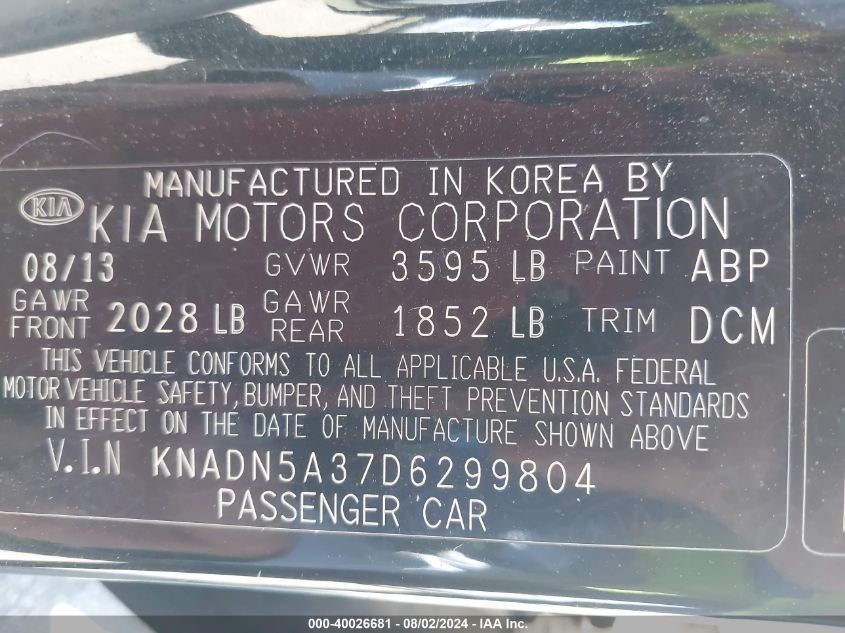 MANUFACTURED IN KOREA BY
KIA KIA MOTORS CORPORATION
08/13 GVWR 3595 LB PAINT ABP
GAWR FRONT 2028 LB GAWR REAR 1852 LB TRIM DCM
THIS VEHICLE CONFORMS TO ALL APPLICABLE U.S.A. FEDERAL
MOTOR VEHICLE SAFETY, BUMPER, AND THEFT PREVENTION STANDARDS
IN EFFECT ON THE DATE OF MANUFACTURE SHOWN ABOVE
V.I.N KNADN5A37D6299804
PASSENGER CAR
000-40026681 - 08/02/2024 - IAA Inc.